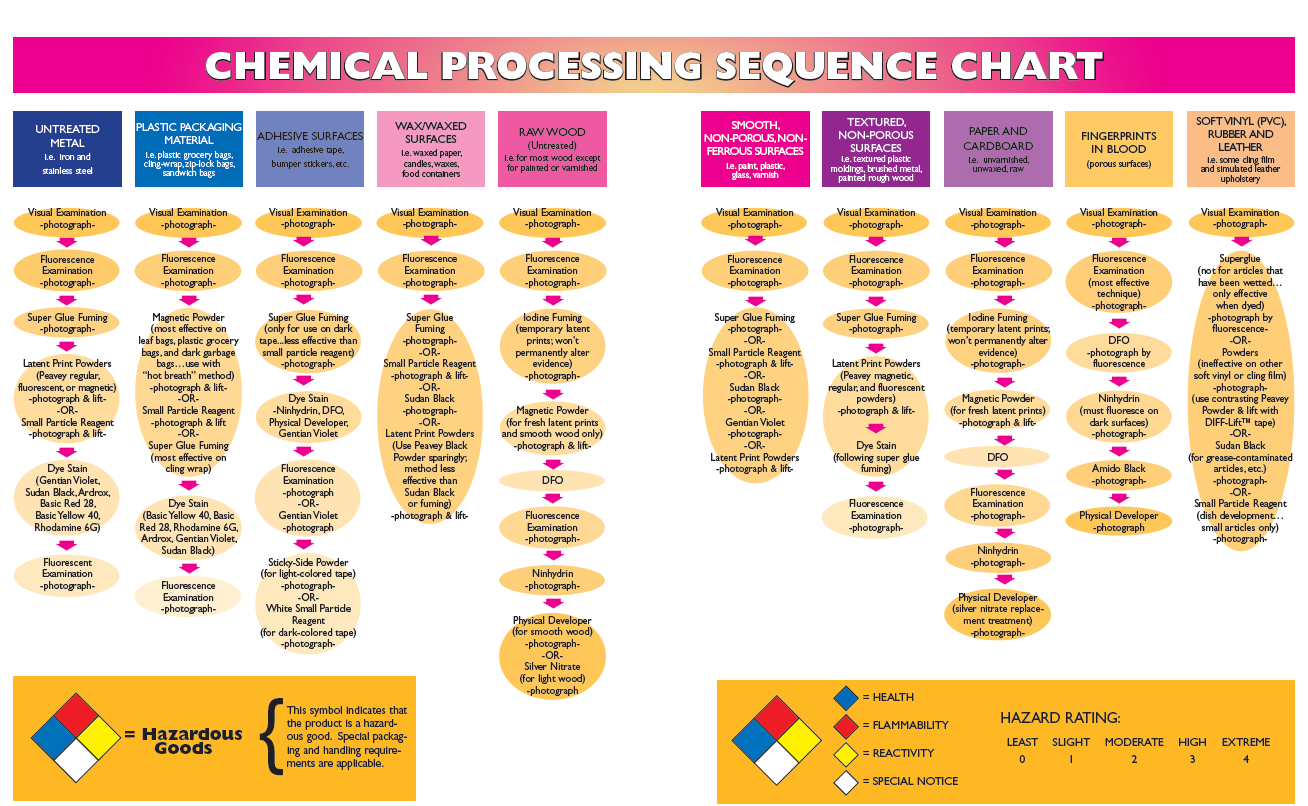 CHEMICAL PROCESSING SEQUENCE CHART
UNTREATED
METAL
i.e. iron and
stainless steel
Visual Examination
-photograph-
Fluorescence
Examination
-photograph-
Super Glue Fuming
-photograph-
Latent Print Powders
(Peavey regular,
fluorescent, or magnetic)
-photograph & lift-
-OR-
Small Particle Reagent
-photograph & lift-
Dye Stain
(Gentian Violet,
Sudan Black, Ardrox,
Basic Red 28,
Basic Yellow 40,
Rhodamine 6G)
Fluorescent
Examination
-photograph-
PLASTIC PACKAGING
MATERIAL
i.e. plastic grocery bags,
cling-wrap, zip-lock bags,
sandwich bags
Visual Examination
-photograph-
Fluorescence
Examination
-photograph-
Magnetic Powder
(most effective on
leaf bags, plastic grocery
bags, and dark garbage
bags...use with
"hot breath" method)
-photograph & lift-
-OR-
Small Particle Reagent
-photograph & lift
-OR-
Super Glue Fuming
(most effective on
cling wrap)
Dye Stain
(Basic Yellow 40, Basic
Red 28, Rhodamine 6G,
Ardrox, Gentian Violet,
Sudan Black)
Fluorescence
Examination
-photograph-
ADHESIVE SURFACES
i.e. adhesive tape,
bumper stickers, etc.
Visual Examination
-photograph-
Fluorescence
Examination
-photograph-
Super Glue Fuming
(only for use on dark
tape...less effective than
small particle reagent)
Dye Stain
-Ninhydrin, DFO,
Physical Developer,
Gentian Violet
Fluorescence
Examination
-photograph
-OR-
Gentian Violet
-photograph
Sticky-Side Powder
(for light-colored tape)
-photograph-
-OR-
White Small Particle
Reagent
(for dark-colored tape)
-photograph-
WAX/WAXED
SURFACES
i.e. waxed paper,
candles, waxes,
food containers
Visual Examination
-photograph-
Fluorescence
Examination
-photograph-
Super Glue
Fuming
-photograph-
-OR-
Small Particle Reagent
-photograph & lift-
-OR-
Sudan Black
-photograph-
-OR-
Latent Print Powders
(Use Peavey Black
Powder sparingly;
method less
effective than
Sudan Black
or fuming)
-photograph & lift-
RAW WOOD
(Untreated)
i.e. for most wood except
for painted or varnished
Visual Examination
-photograph-
Fluorescence
Examination
-photograph-
Iodine Fuming
(temporary latent
prints; won't
permanently alter
evidence)
-photograph-
Magnetic Powder
(for fresh latent prints
and smooth wood only)
-photograph & lift-
DFO
Fluorescence
Examination
-photograph-
Ninhydrin
-photograph-
Physical Developer
(for smooth wood)
-photograph-
-OR-
Silver Nitrate
(for light wood)
-photograph
SMOOTH,
NON-POROUS, NON-
FERROUS SURFACES
i.e. paint, plastic,
glass, varnish
Visual Examination
-photograph-
Fluorescence
Examination
-photograph-
Super Glue Fuming
-photograph-
-OR-
Small Particle Reagent
-photograph & lift
-OR-
Sudan Black
-photograph-
-OR-
Gentian Violet
-photograph-
-OR-
Latent Print Powders
-photograph & lift-
TEXTURED,
NON-POROUS
SURFACES
i.e. textured plastic
moldings, brushed metal,
painted rough wood
Visual Examination
-photograph-
Fluorescence
Examination
-photograph-
Super Glue Fuming
-photograph-
Latent Print Powders
(Peavey magnetic,
regular, and fluorescent
powders)
-photograph & lift-
Dye Stain
(following super glue
fuming)
Fluorescence
Examination
-photograph-
PAPER AND
CARDBOARD
i.e. unvarnished,
unwaxed, raw
Visual Examination
-photograph-
Fluorescence
Examination
-photograph-
Iodine Fuming
(temporary latent prints;
won't permanently alter
evidence)
-photograph-
Magnetic Powder
(for fresh latent prints)
-photograph & lift-
DFO
Fluorescence
Examination
-photograph-
Ninhydrin
-photograph-
Physical Developer
(silver nitrate replace-
ment treatment)
-photograph-
FINGERPRINTS
IN BLOOD
(porous surfaces)
Visual Examination
-photograph-
Fluorescence
Examination
(most effective
technique)
-photograph-
DFO
-photograph by
fluorescence
Ninhydrin
(must fluoresce on
dark surfaces)
-photograph-
Amido Black
-photograph-
Physical Developer
-photograph
SOFT VINYL (PVC),
RUBBER AND
LEATHER
i.e. some cling film
and simulated leather
upholstery
Visual Examination
-photograph-
Superglue
(not for articles that
have been wetted...
only effective
when dyed)
-photograph by
fluorescence-
-OR-
Powders
(ineffective on other
soft vinyl or cling film)
-photograph-
(use contrasting Peavey
Powder & lift with
DIFF-Lift™ tape)
-OR-
Sudan Black
(for grease-contaminated
articles, etc.)
-photograph-
-OR-
Small Particle Reagent
(dish development...
small articles only)
-photograph-
= Hazardous
Goods
This symbol indicates that
the product is a hazard-
ous good. Special packag-
ing and handling require-
ments are applicable.
= HEALTH
= FLAMMABILITY
= REACTIVITY
= SPECIAL NOTICE
HAZARD RATING:
LEAST SLIGHT MODERATE HIGH EXTREME
0 1 2 3 4